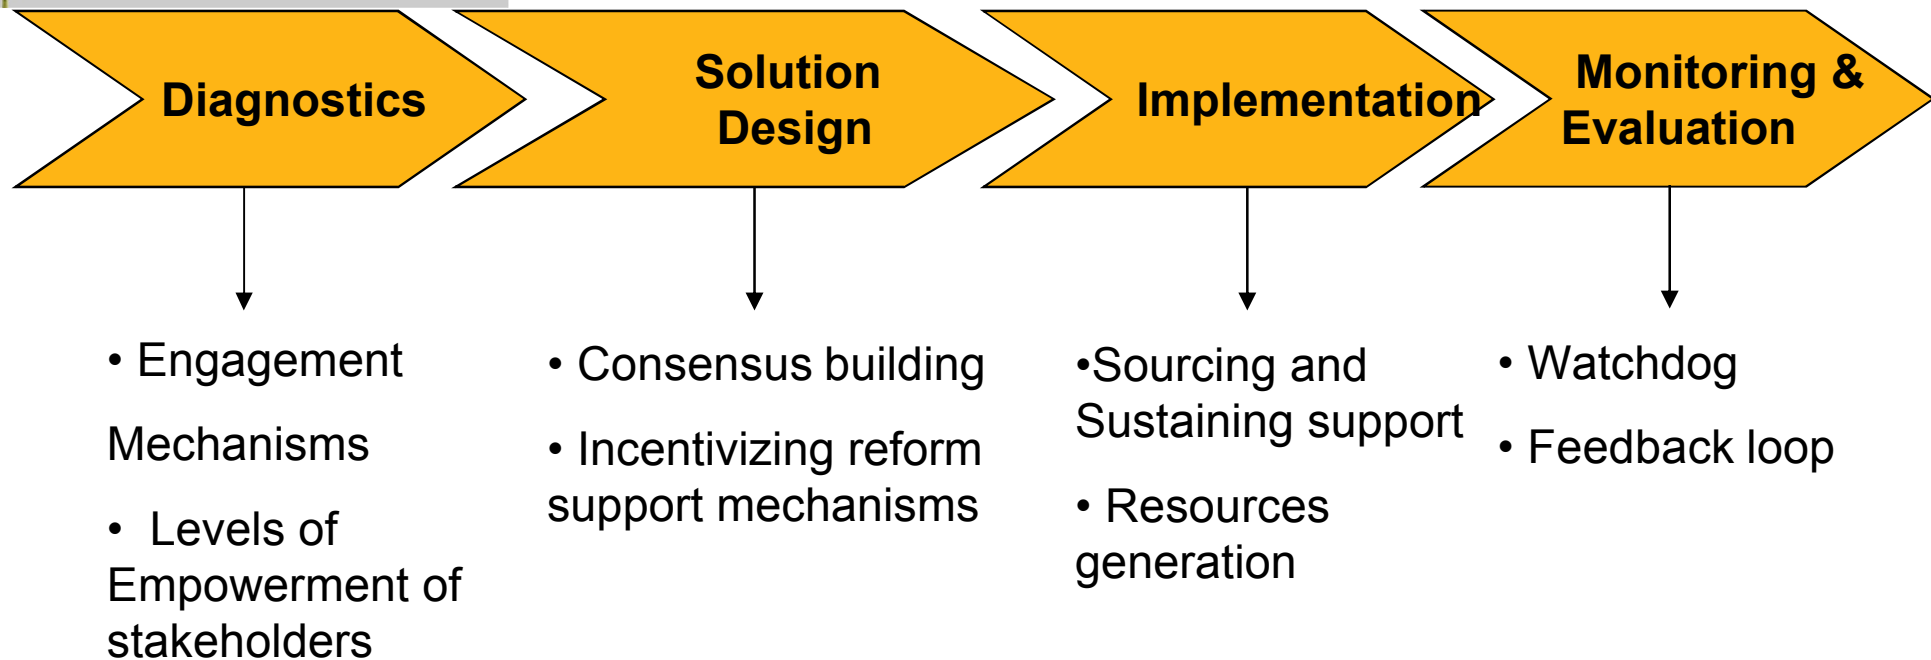 Diagnostics
Solution
Design
Implementation
Monitoring &
Evaluation
• Engagement
Mechanisms
• Levels of
Empowerment of
stakeholders
• Consensus building
• Incentivizing reform
support mechanisms
•Sourcing and
Sustaining support
• Resources
generation
• Watchdog
• Feedback loop